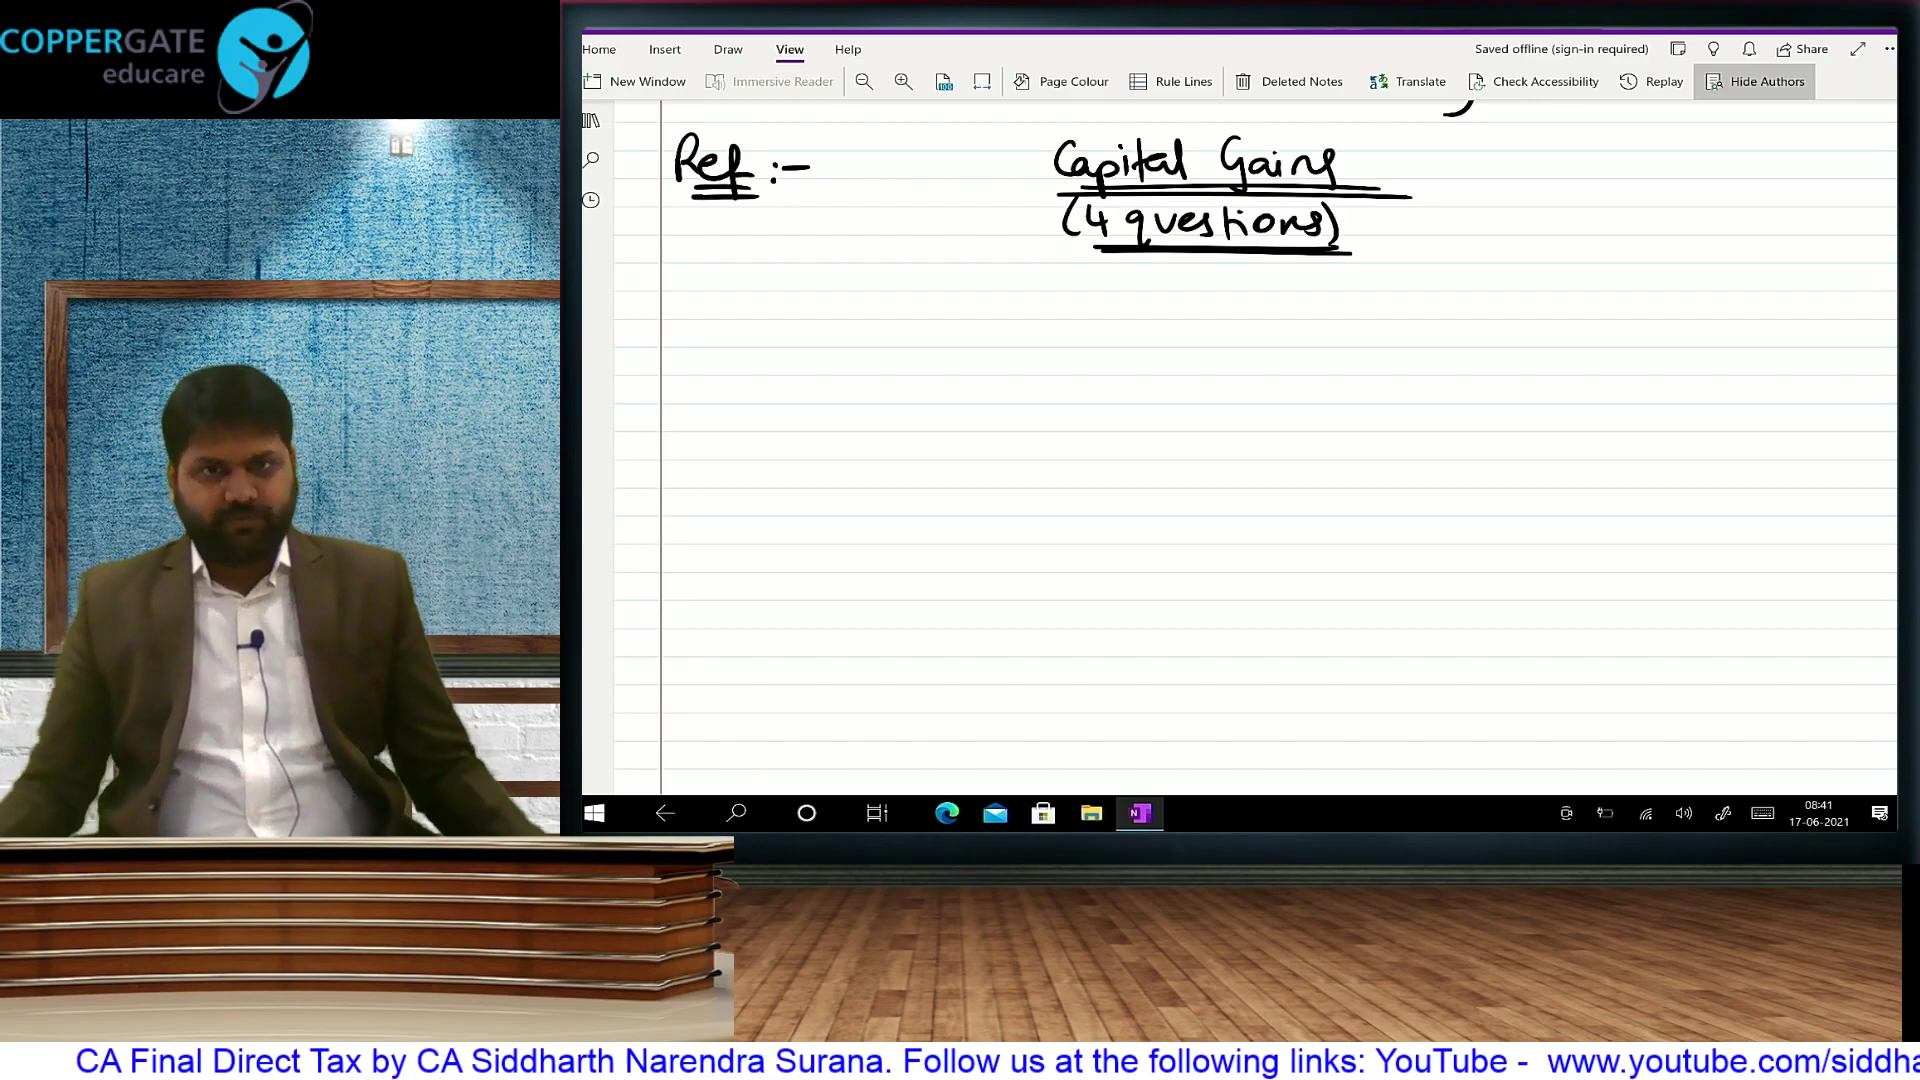 COPPERGATE
educare
Home Insert Draw View Help Saved offline (sign-in required) Share
New Window Immersive Reader 100 Page Colour Rule Lines Deleted Notes Translate Check Accessibility Replay Hide Authors
Ref :- Capital Gains
(4 questions)
N 08:41
17-06-2021
CA Final Direct Tax by CA Siddharth Narendra Surana. Follow us at the following links: YouTube - www.youtube.com/siddha